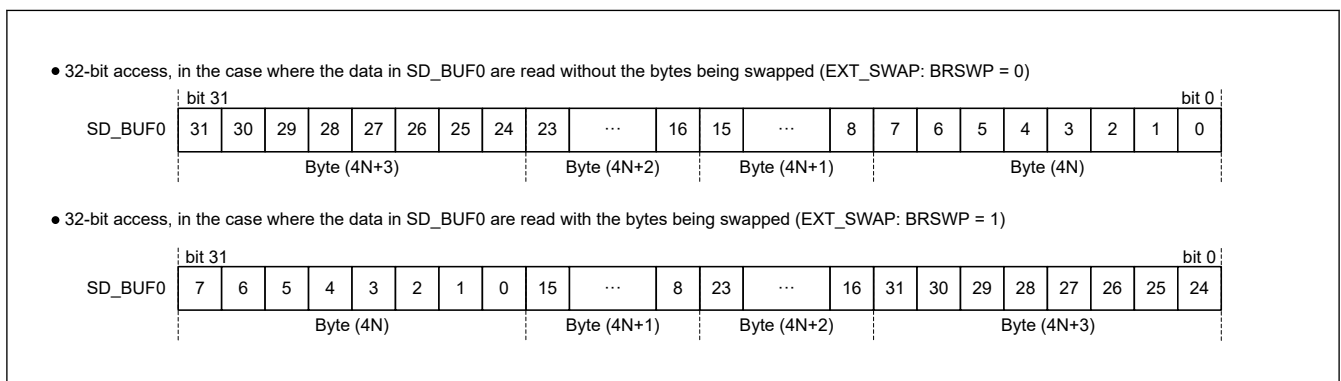 ● 32-bit access, in the case where the data in SD_BUF0 are read without the bytes being swapped (EXT_SWAP: BRSWP = 0)
bit 31 bit 0
SD_BUF0 31 30 29 28 27 26 25 24 23 ··· 16 15 ··· 8 7 6 5 4 3 2 1 0
Byte (4N+3) Byte (4N+2) Byte (4N+1) Byte (4N)
● 32-bit access, in the case where the data in SD_BUF0 are read with the bytes being swapped (EXT_SWAP: BRSWP = 1)
bit 31 bit 0
SD_BUF0 7 6 5 4 3 2 1 0 15 ··· 8 23 ··· 16 31 30 29 28 27 26 25 24
Byte (4N) Byte (4N+1) Byte (4N+2) Byte (4N+3)